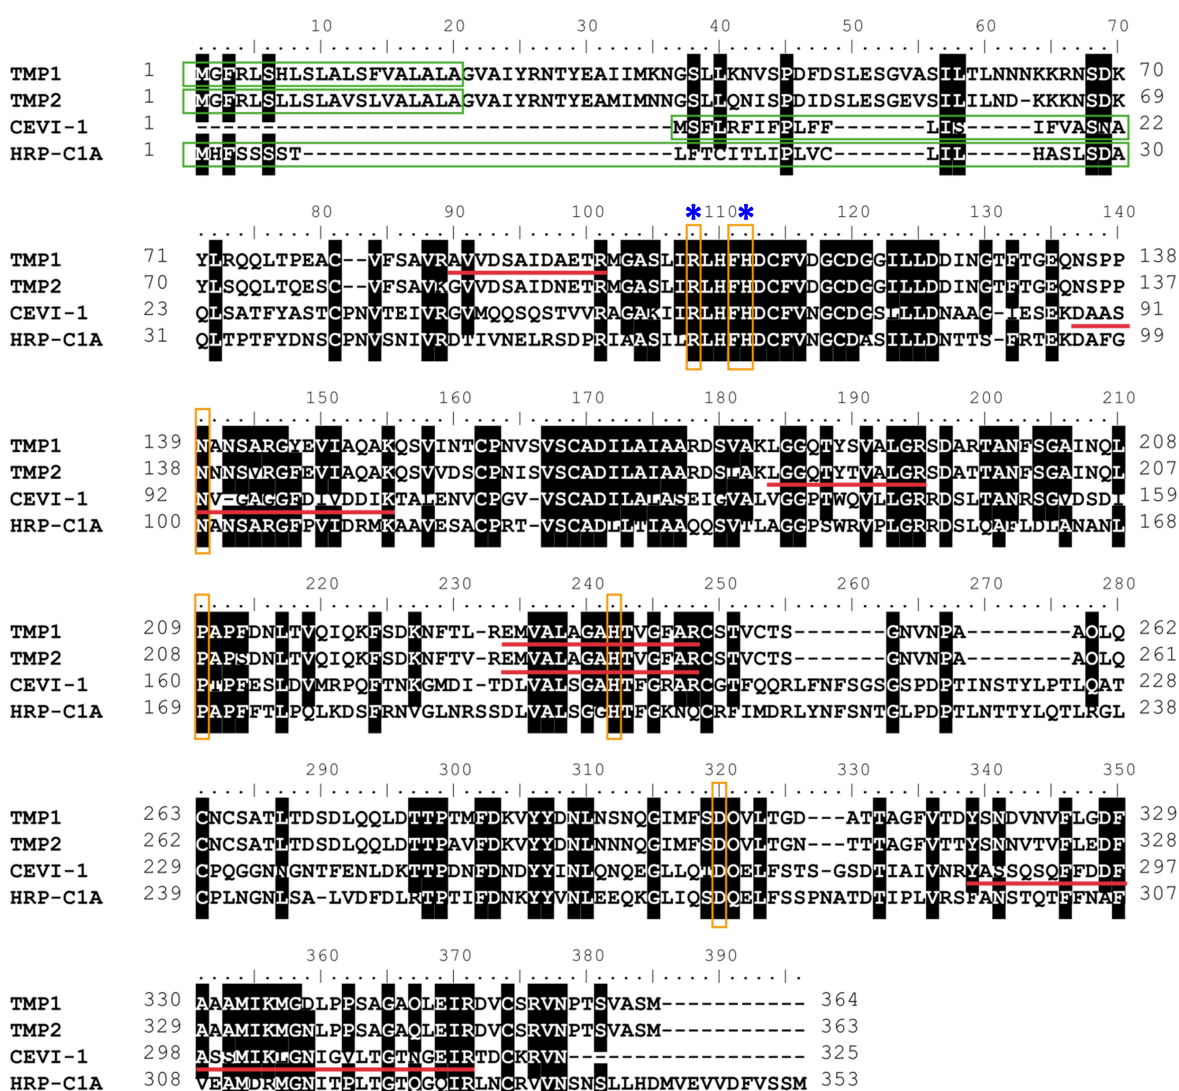 10 20 30 40 50 60 70
TMP1 1 MGFRLSHLSLALSFVALALAGVAIYRNTYEAIIMKNGSLLKNVSPDFDSLESGVASILTLNNNKKRNSDK 70
TMP2 1 MGFRLSLLSLAVSLVALALAGVAIYRNTYEAMIMNNGSLLQNISPDIDSLESGEVSILILND-KKKNSDK 69
CEVI-1 1 ------------------------------------MSFLRFIFPLFF-------LIS-----IFVASNA 22
HRP-C1A 1 MHFSSSST----------------------------LFTCITLIPLVC-------LIL-----HASLSDA 30
80 90 100 * 110 * 120 130 140
TMP1 71 YLRQQLTPEAC--VFSAVRAVVDSAIDAETRMGASLIRLHFHDCFVDGCDGGILLDDINGTFTGEQNSPP 138
TMP2 70 YLSQQLTQESC--VFSAVKGVVDSAIDNETRMGASLIRLHFHDCFVDGCDGGILLDDINGTFTGEQNSPP 137
CEVI-1 23 QLSATFYASTCPNVTEIVRGVMQQSQSTVVRAGAKIIRLHFHDCFVNGCDGSLLLDNAAG-IESEKDAAS 91
HRP-C1A 31 QLTPTFYDNSCPNVSNIVRDTIVNELRSDPRIAASILRLHFHDCFVNGCDASILLDNTTS-FRTEKDAFG 99
150 160 170 180 190 200 210
TMP1 139 NANSARGYEVIAQAKQSVINTCPNVSVSCADILAIAARDSVAKLGGQTYSVALGRSDARTANFSGAINQL 208
TMP2 138 NNNSVRGFEVIAQAKQSVVDSCPNISVSCADILAIAARDSLAKLGGQTYTVALGRSDATTANFSGAINQL 207
CEVI-1 92 NV-GAGGFDIVDDIKTALENVCPGV-VSCADILALASEIGVALVGGPTWQVLLGRRDSLTANRSGVDSDI 159
HRP-C1A 100 NANSARGFPVIDRMKAAVESACPRT-VSCADLLTIAAQQSVTLAGGPSWRVPLGRRDSLQAFLDLANANL 168
220 230 240 250 260 270 280
TMP1 209 PAPFDNLTVQIQKFSDKNFTL-REMVALAGAHTVGFARCSTVCTS-------GNVNPA--------AQLQ 262
TMP2 208 PAPSDNLTVQIQKFSDKNFTV-REMVALAGAHTVGFARCSTVCTS-------GNVNPA--------AQLQ 261
CEVI-1 160 PTPFESLDVMRPQFTNKGMDI-TDLVALSGAHTFGRARCGTFQQRLFNFSGSGSPDPTINSTYLPTLQAT 228
HRP-C1A 169 PAPFFTLPQLKDSFRNVGLNRSSDLVALSGGHTFGKNQCRFIMDRLYNFSNTGLPDPTLNTTYLQTLRGL 238
290 300 310 320 330 340 350
TMP1 263 CNCSATLTDSDLQQLDTTPTMFDKVYYDNLNSNQGIMFSDQVLTGD---ATTAGFVTDYSNDVNVFLGDF 329
TMP2 262 CNCSATLTDSDLQQLDTTPAVFDKVYYDNLNNNQGIMFSDQVLTGN---TTTAGFVTTYSNNVTVFLEDF 328
CEVI-1 229 CPQGGNNGNTFENLDKTTPDNFDNDYYINLQNQEGLLQTDQELFSTS-GSDTIAIVNRYASSQSQFFDDF 297
HRP-C1A 239 CPLNGNLSA-LVDFDLRTPTIFDNKYYVNLEEQKGLIQSDQELFSSPNATDTIPLVRSFANSTQTFFNAF 307
360 370 380 390
TMP1 330 AAAMIKMGDLPPSAGAQLEIRDVCSRVNPTSVASM----------- 364
TMP2 329 AAAMIKMGNLPPSAGAQLEIRDVCSRVNPTSVASM----------- 363
CEVI-1 298 ASSMIKLGNIGVLTGTNGEIRTDCKRVN------------------ 325
HRP-C1A 308 VEAMDRMGNITPLTGTQGQIRLNCRVVNSNSLLHDMVEVVDFVSSM 353